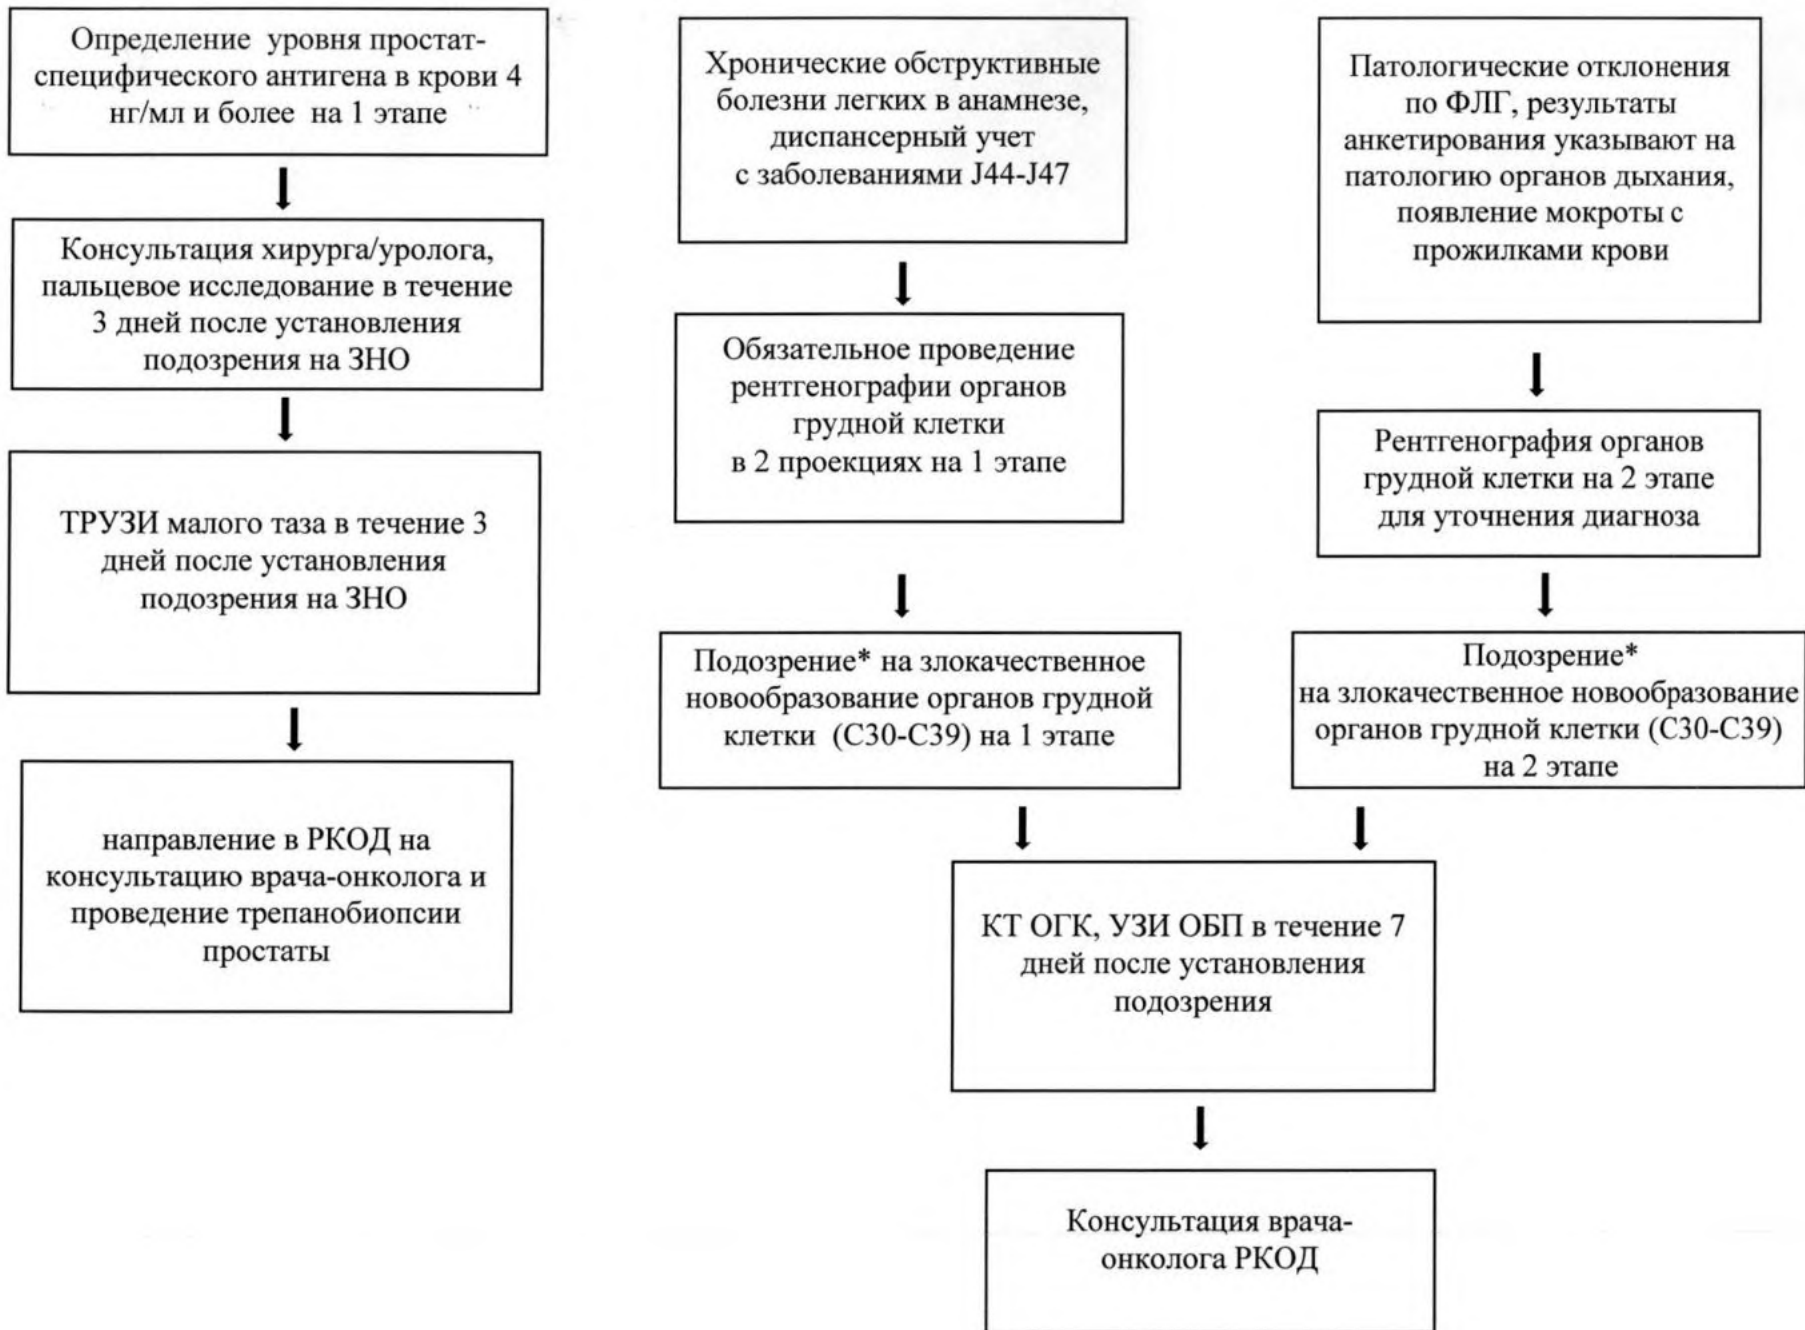 Определение уровня простат-
специфического антигена в крови 4
нг/мл и более на 1 этапе
Консультация хирурга/уролога,
пальцевое исследование в течение
3 дней после установления
подозрения на ЗНО
ТРУЗИ малого таза в течение 3
дней после установления
подозрения на ЗНО
направление в РКОД на
консультацию врача-онколога и
проведение трепанобиопсии
простаты
Хронические обструктивные
болезни легких в анамнезе,
диспансерный учет
с заболеваниями J44-J47
Обязательное проведение
рентгенографии органов
грудной клетки
в 2 проекциях на 1 этапе
Подозрение* на злокачественное
новообразование органов грудной
клетки (С30-С39) на 1 этапе
Патологические отклонения
по ФЛГ, результаты
анкетирования указывают на
патологию органов дыхания,
появление мокроты с
прожилками крови
Рентгенография органов
грудной клетки на 2 этапе
для уточнения диагноза
Подозрение*
на злокачественное новообразование
органов грудной клетки (С30-С39)
на 2 этапе
КТ ОГК, УЗИ ОБП в течение 7
дней после установления
подозрения
Консультация врача-
онколога РКОД